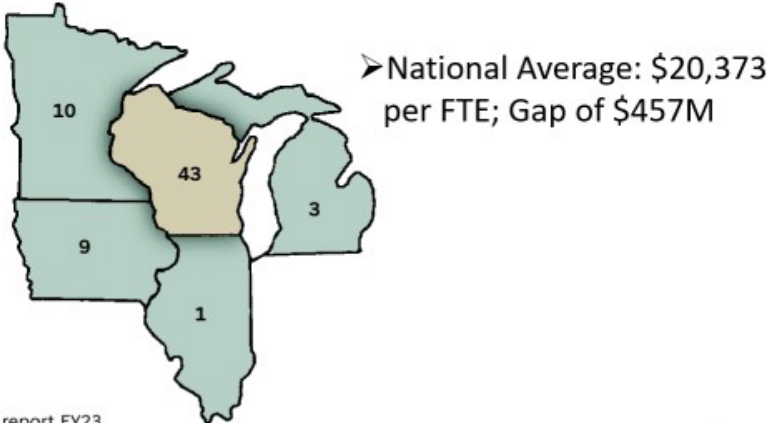 ➢National Average: $20,373
per FTE; Gap of $457M
10
43
3
9
1
report FY23